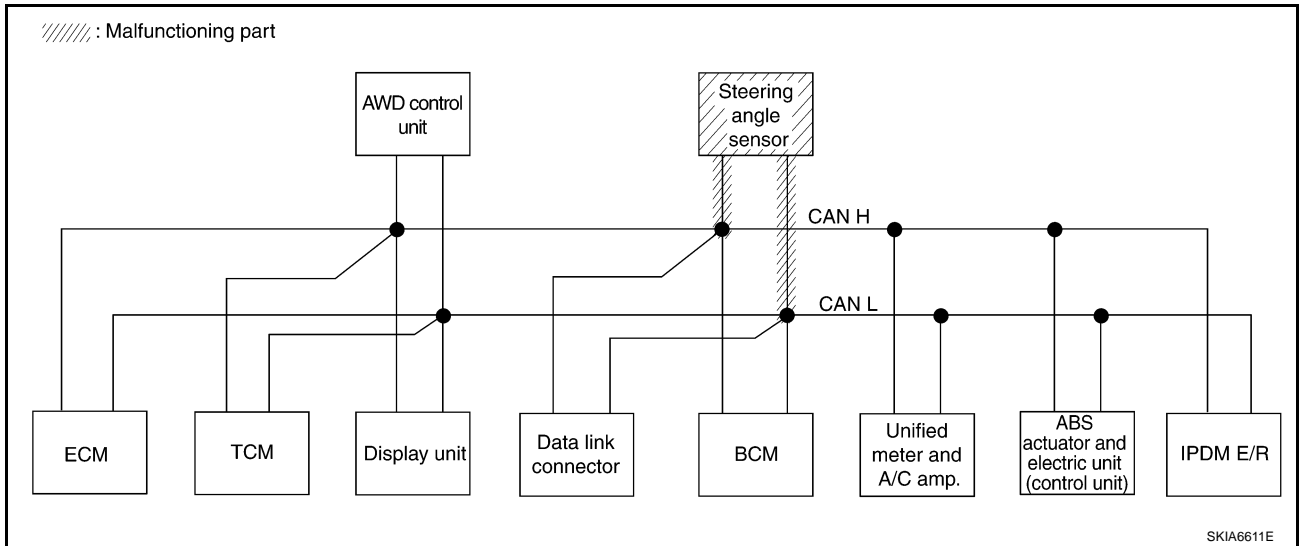 : Malfunctioning part
AWD control
unit
Steering
angle
sensor
CAN H
CAN L
ECM
TCM
Display unit
Data link
connector
BCM
Unified
meter and
A/C amp.
ABS
actuator and
electric unit
(control unit)
IPDM E/R
SKIA6611E